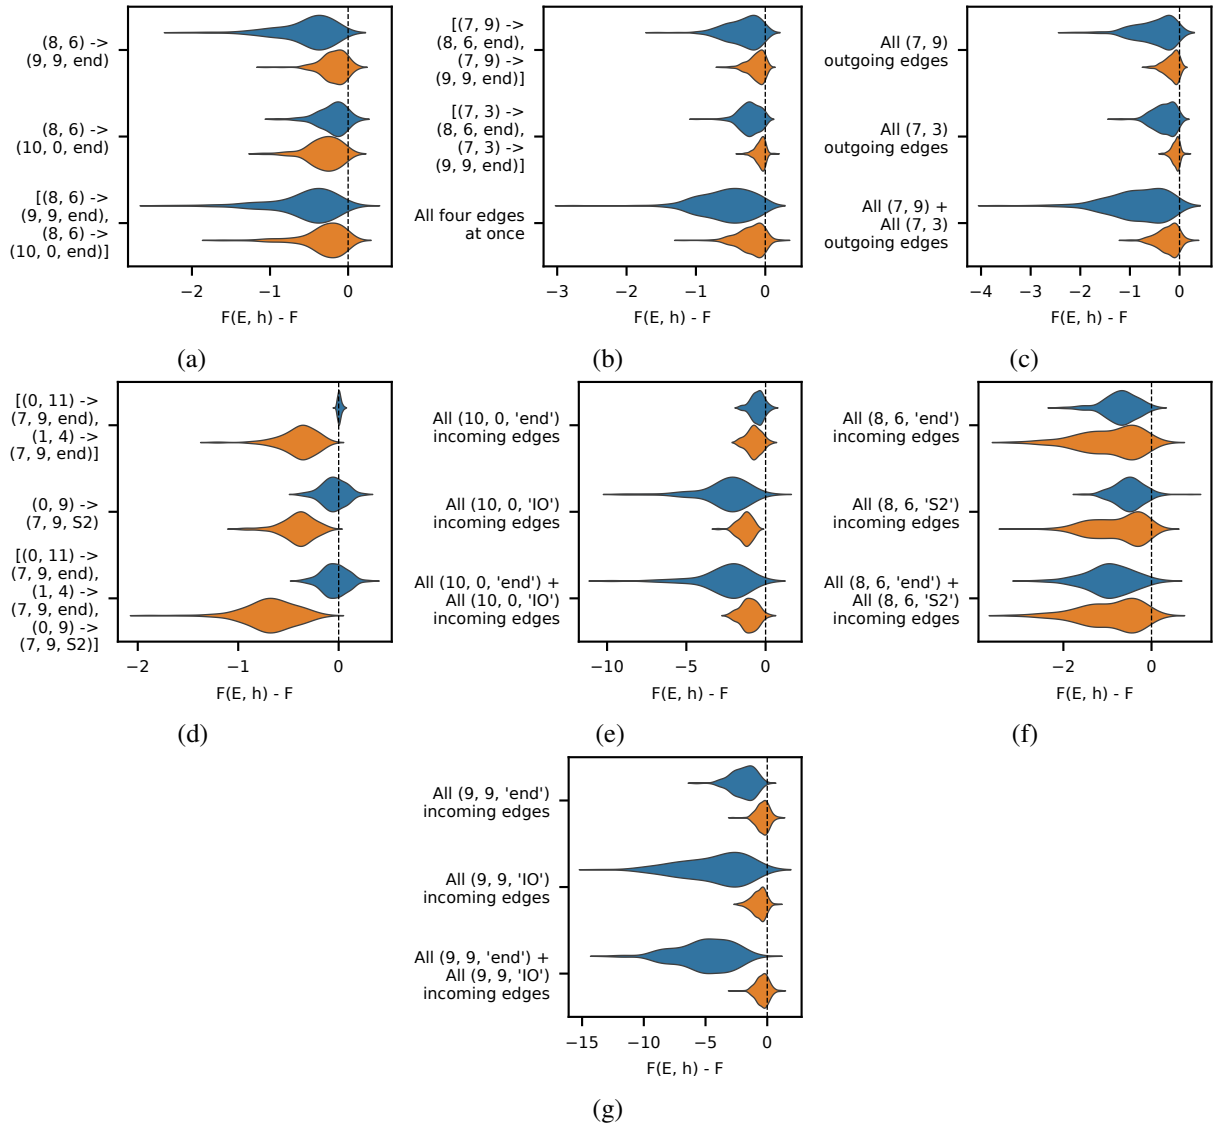 (8, 6) ->
(9, 9, end)
(8, 6) ->
(10, 0, end)
[(8, 6) ->
(9, 9, end),
(8, 6) ->
(10, 0, end)]
−2 −1 0
F(E, h) - F
(a)
[(7, 9) ->
(8, 6, end),
(7, 9) ->
(9, 9, end)]
[(7, 3) ->
(8, 6, end),
(7, 3) ->
(9, 9, end)]
All four edges
at once
−3 −2 −1 0
F(E, h) - F
(b)
All (7, 9)
outgoing edges
All (7, 3)
outgoing edges
All (7, 9) +
All (7, 3)
outgoing edges
−4 −3 −2 −1 0
F(E, h) - F
(c)
[(0, 11) ->
(7, 9, end),
(1, 4) ->
(7, 9, end)]
(0, 9) ->
(7, 9, S2)
[(0, 11) ->
(7, 9, end),
(1, 4) ->
(7, 9, end),
(0, 9) ->
(7, 9, S2)]
−2 −1 0
F(E, h) - F
(d)
All (10, 0, 'end')
incoming edges
All (10, 0, 'IO')
incoming edges
All (10, 0, 'end') +
All (10, 0, 'IO')
incoming edges
−10 −5 0
F(E, h) - F
(e)
All (8, 6, 'end')
incoming edges
All (8, 6, 'S2')
incoming edges
All (8, 6, 'end') +
All (8, 6, 'S2')
incoming edges
−2 0
F(E, h) - F
(f)
All (9, 9, 'end')
incoming edges
All (9, 9, 'IO')
incoming edges
All (9, 9, 'end') +
All (9, 9, 'IO')
incoming edges
−15 −10 −5 0
F(E, h) - F
(g)